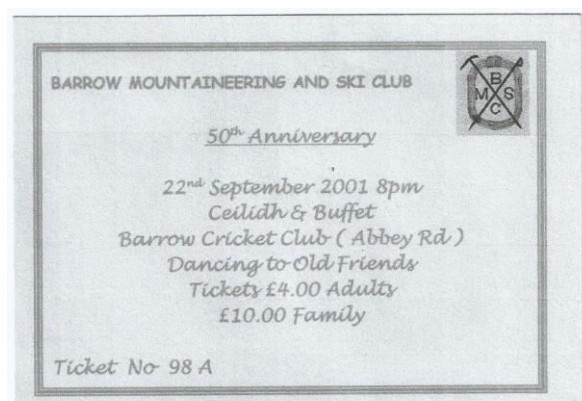 BARROW MOUNTAINEERING AND SKI CLUB
B
M S
C
50th Anniversary
22nd September 2001 8pm
Ceilidh & Buffet
Barrow Cricket Club ( Abbey Rd )
Dancing to Old Friends
Tickets £4.00 Adults
£10.00 Family
Ticket No 98 A